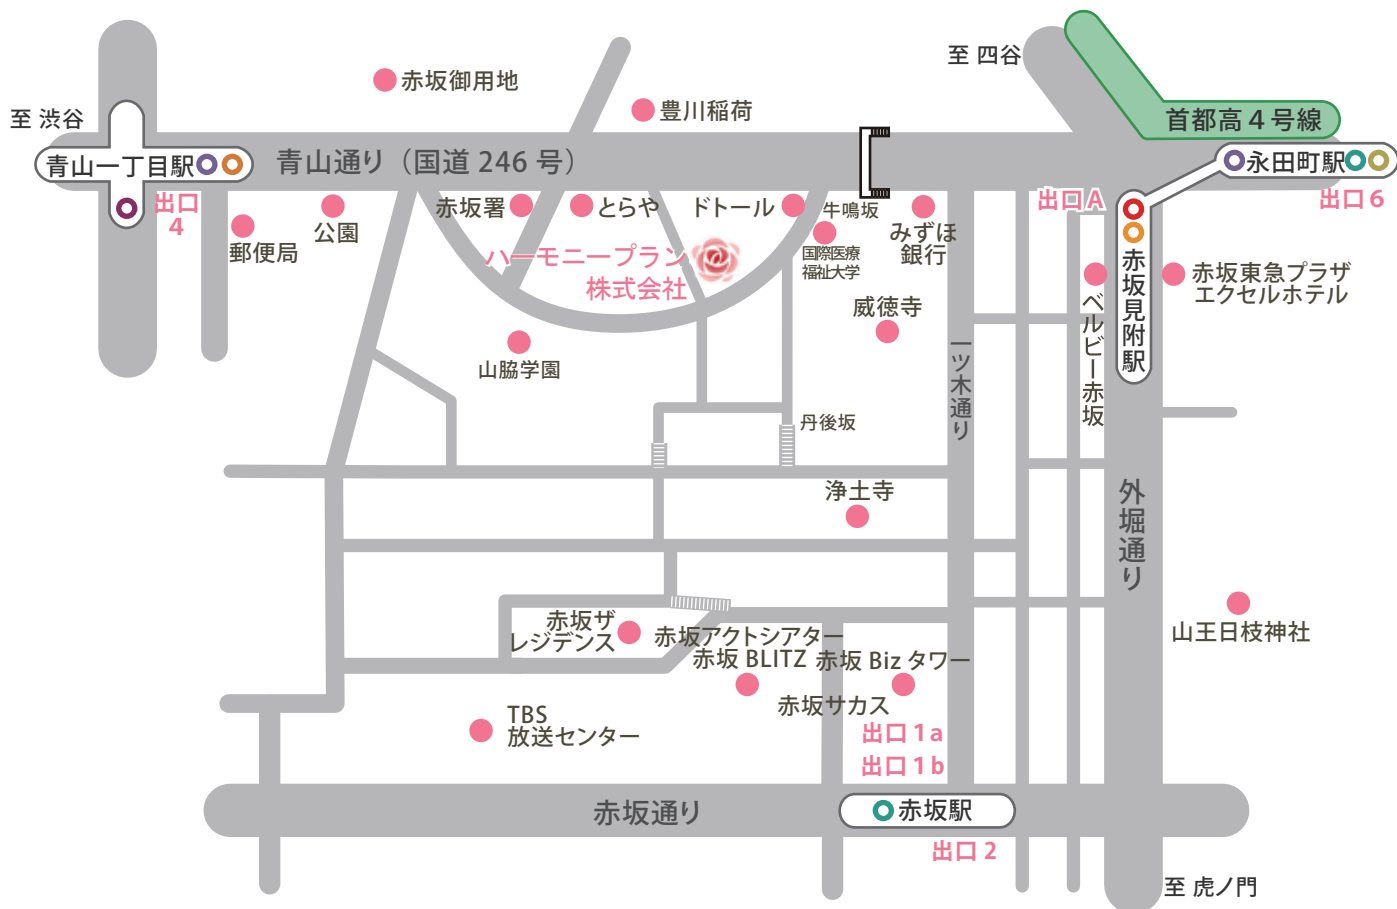 至 四谷
赤坂御用地
豊川稲荷
至 渋谷
首都高４号線
青山一丁目駅
青山通り（国道 246 号）
永田町駅
出口
4
出口 A
出口 6
公園
郵便局
赤坂署
とらや
ドトール
牛鳴坂
みずほ
銀行
国際医療
福祉大学
ハーモニープラン
株式会社
赤坂見附駅
赤坂東急プラザ
エクセルホテル
ベルビー赤坂
威徳寺
山脇学園
一ツ木通り
丹後坂
浄土寺
外堀通り
赤坂ザ
レジデンス
赤坂アクトシアター
赤坂 BLITZ
赤坂 Biz タワー
赤坂サカス
山王日枝神社
TBS
放送センター
出口 1a
出口 1b
赤坂通り
赤坂駅
出口 2
至 虎ノ門